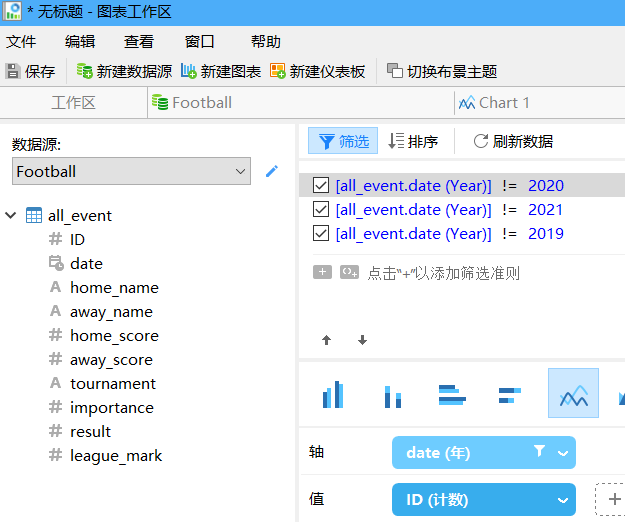 * 无标题 - 图表工作区
文件 编辑 查看 窗口 帮助
保存 新建数据源 新建图表 新建仪表板 切换布景主题
工作区 Football Chart 1
数据源:
Football
all_event
# ID
date
A home_name
A away_name
# home_score
# away_score
A tournament
# importance
# result
# league_mark
筛选 排序 刷新数据
[all_event.date (Year)] != 2020
[all_event.date (Year)] != 2021
[all_event.date (Year)] != 2019
点击“+”以添加筛选准则
轴 date (年)
值 ID (计数)